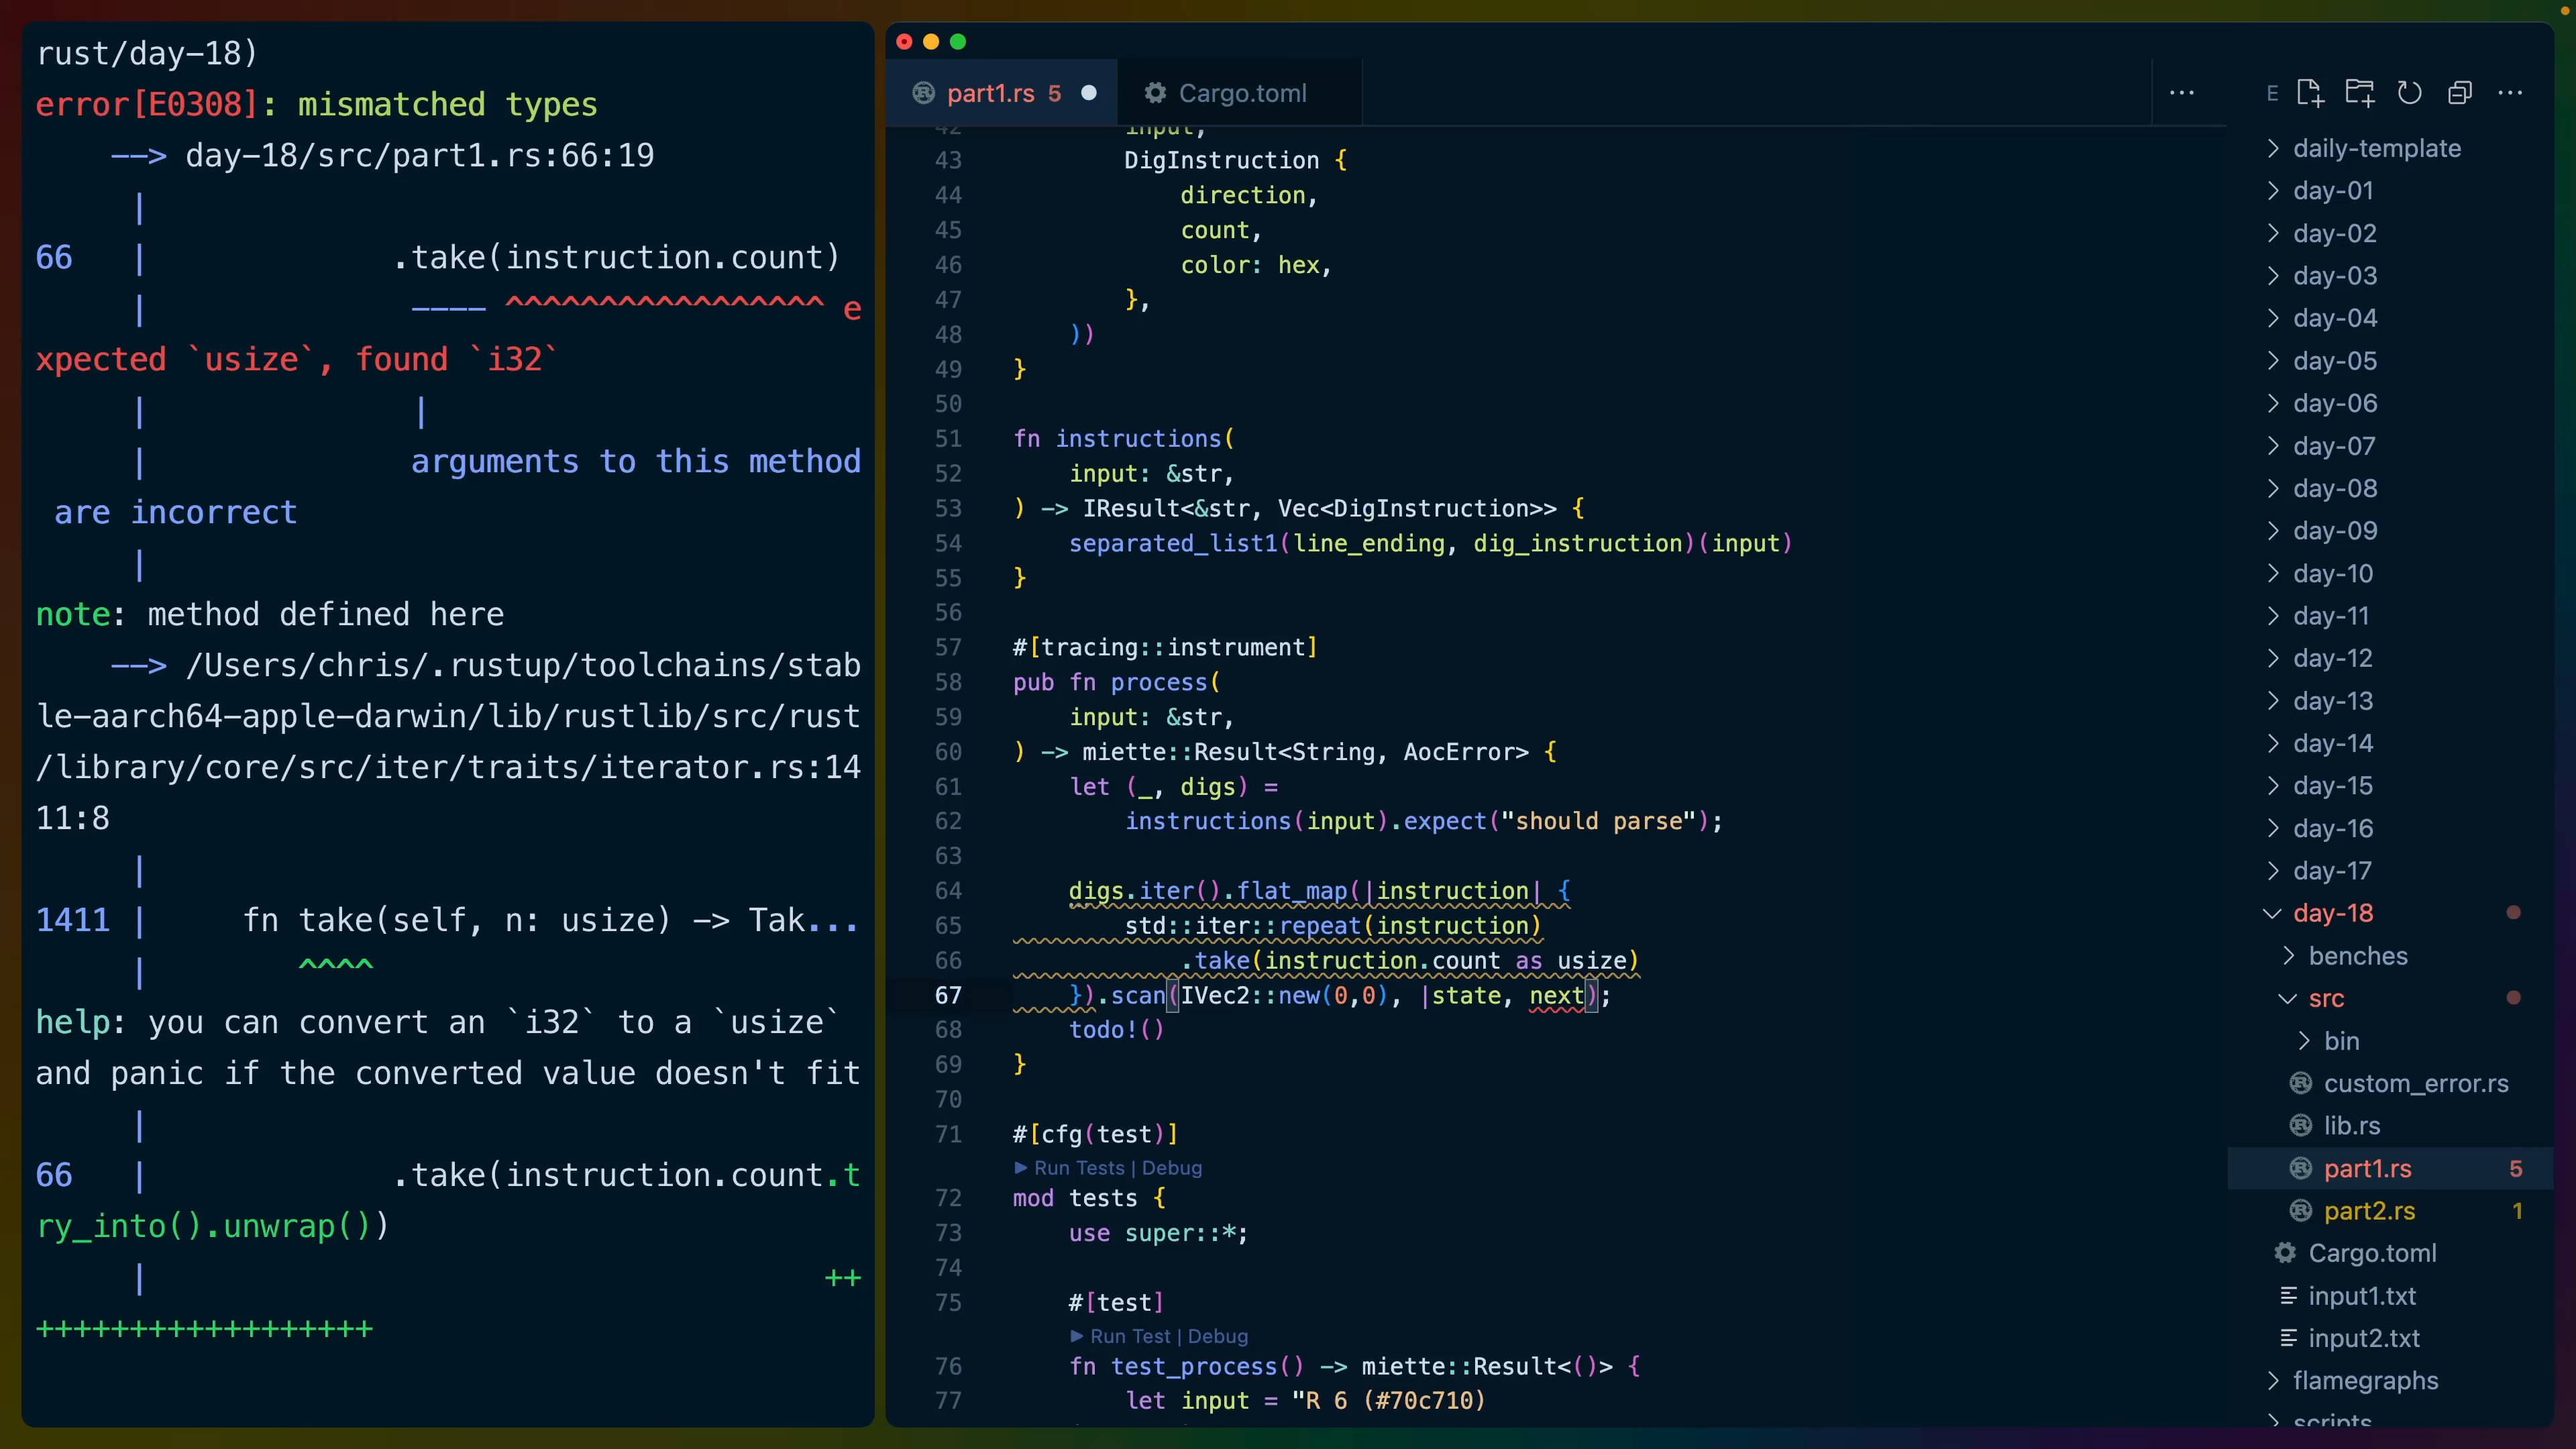 rust/day-18)
error[E0308]: mismatched types
--> day-18/src/part1.rs:66:19
|
66 | .take(instruction.count)
| ---- ^^^^^^^^^^^^^^^^^ e
xpected `usize`, found `i32`
| |
| arguments to this method
are incorrect
|
note: method defined here
--> /Users/chris/.rustup/toolchains/stab
le-aarch64-apple-darwin/lib/rustlib/src/rust
/library/core/src/iter/traits/iterator.rs:14
11:8
|
1411 | fn take(self, n: usize) -> Tak...
| ^^^^
help: you can convert an `i32` to a `usize`
and panic if the converted value doesn't fit
|
66 | .take(instruction.count.t
ry_into().unwrap())
| ++
++++++++++++++++++
part1.rs 5
Cargo.toml
42 input,
43 DigInstruction {
44 direction,
45 count,
46 color: hex,
47 },
48 ))
49 }
50
51 fn instructions(
52 input: &str,
53 ) -> IResult<&str, Vec<DigInstruction>> {
54 separated_list1(line_ending, dig_instruction)(input)
55 }
56
57 #[tracing::instrument]
58 pub fn process(
59 input: &str,
60 ) -> miette::Result<String, AocError> {
61 let (_, digs) =
62 instructions(input).expect("should parse");
63
64 digs.iter().flat_map(|instruction| {
65 std::iter::repeat(instruction)
66 .take(instruction.count as usize)
67 }).scan(IVec2::new(0,0), |state, next);
68 todo!()
69 }
70
71 #[cfg(test)]
Run Tests | Debug
72 mod tests {
73 use super::*;
74
75 #[test]
Run Test | Debug
76 fn test_process() -> miette::Result<()> {
77 let input = "R 6 (#70c710)
E
daily-template
day-01
day-02
day-03
day-04
day-05
day-06
day-07
day-08
day-09
day-10
day-11
day-12
day-13
day-14
day-15
day-16
day-17
day-18
benches
src
bin
custom_error.rs
lib.rs
part1.rs 5
part2.rs 1
Cargo.toml
input1.txt
input2.txt
flamegraphs
scripts